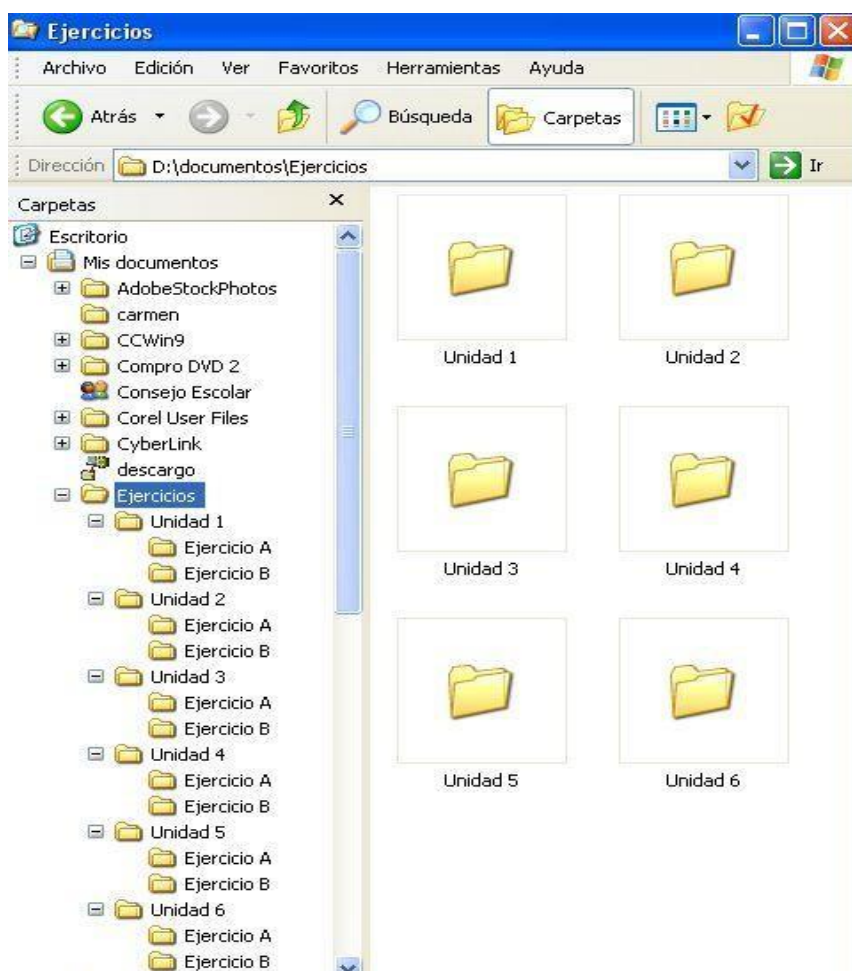 Ejercicios
Archivo Edición Ver Favoritos Herramientas Ayuda
Atrás Búsqueda Carpetas
Dirección D:\documentos\Ejercicios Ir
Carpetas
Escritorio
Mis documentos
AdobeStockPhotos
carmen
CCWin9
Compro DVD 2
Consejo Escolar
Corel User Files
CyberLink
descargo
Ejercicios
Unidad 1
Ejercicio A
Ejercicio B
Unidad 2
Ejercicio A
Ejercicio B
Unidad 3
Ejercicio A
Ejercicio B
Unidad 4
Ejercicio A
Ejercicio B
Unidad 5
Ejercicio A
Ejercicio B
Unidad 6
Ejercicio A
Ejercicio B
Unidad 1 Unidad 2
Unidad 3 Unidad 4
Unidad 5 Unidad 6